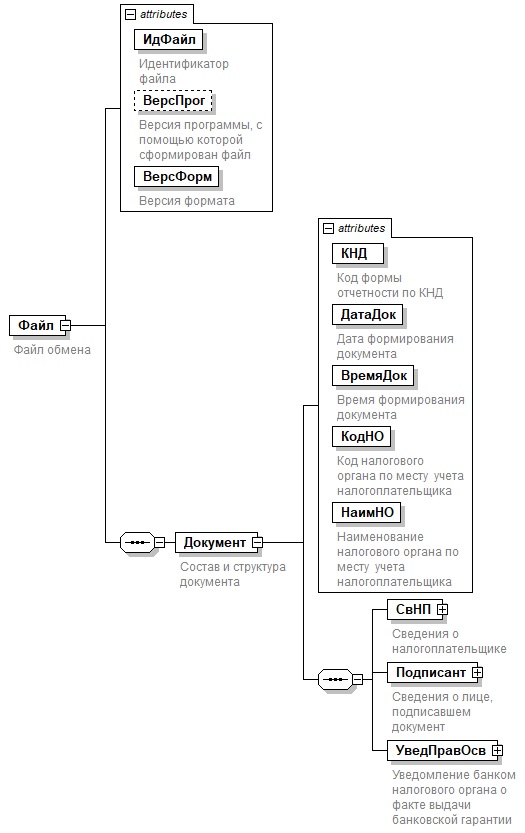 attributes
ИдФайл
Идентификатор
файла
ВерсПрог
Версия программы, с
помощью которой
сформирован файл
ВерсФорм
Версия формата
Файл
Файл обмена
Документ
Состав и структура
документа
attributes
КНД
Код формы
отчетности по КНД
ДатаДок
Дата формирования
документа
ВремяДок
Время формирования
документа
КодНО
Код налогового
органа по месту учета
налогоплательщика
НаимНО
Наименование
налогового органа по
месту учета
налогоплательщика
СвНП
Сведения о
налогоплательщике
Подписант
Сведения о лице,
подписавшем
документ
УведПравОсв
Уведомление банком
налогового органа о
факте выдачи
банковской гарантии